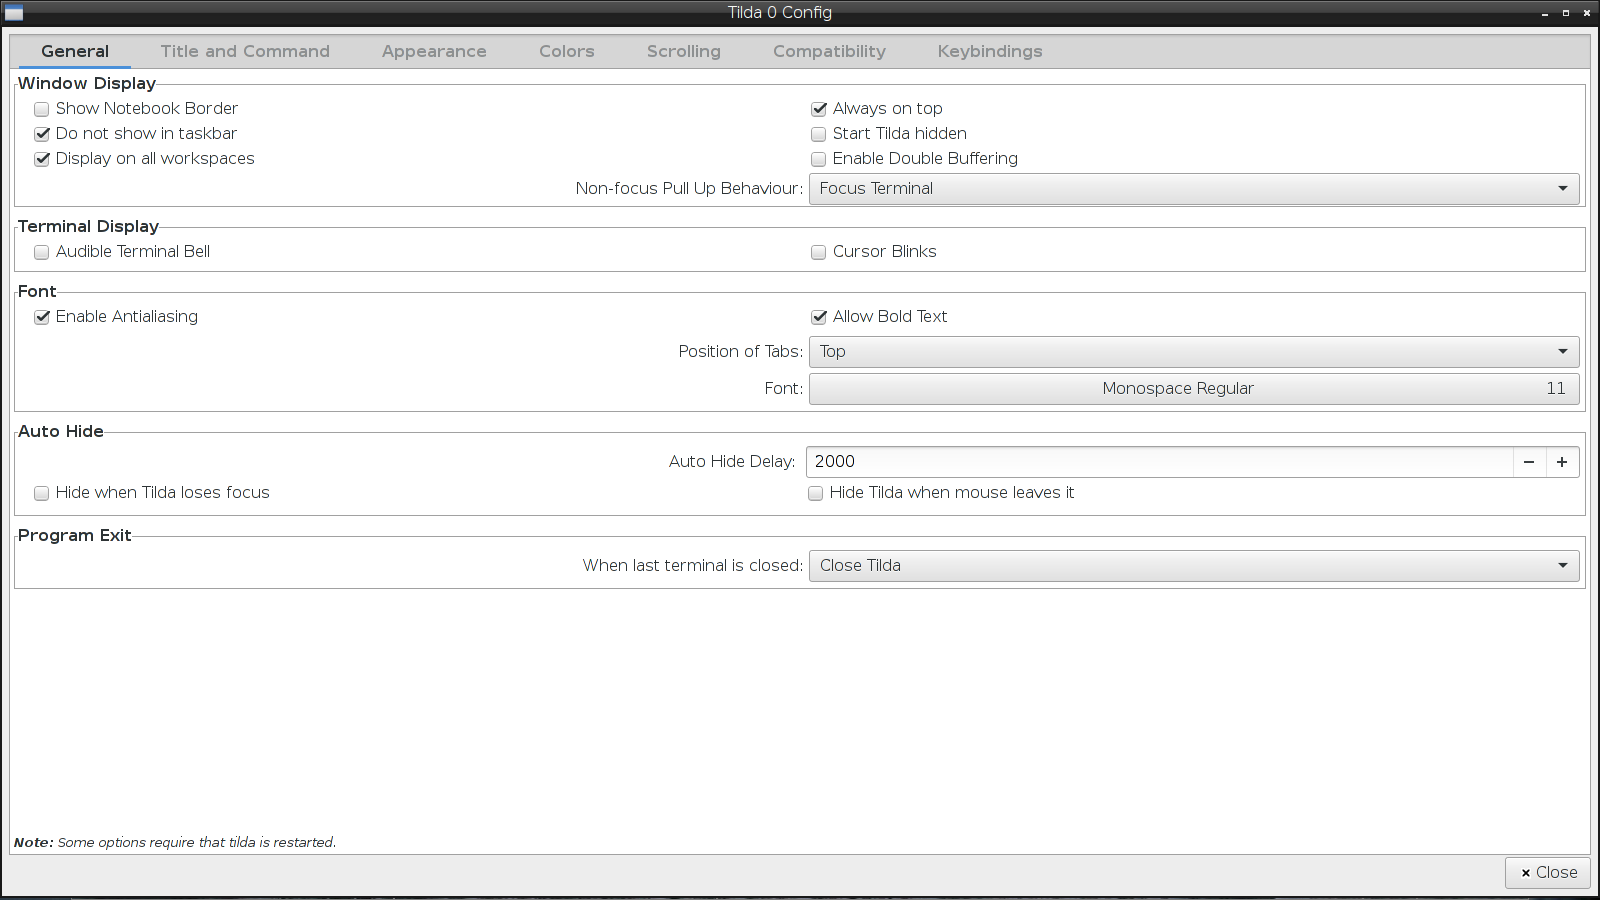 Tilda 0 Config
General Title and Command Appearance Colors Scrolling Compatibility Keybindings
Window Display
Show Notebook Border Always on top
Do not show in taskbar Start Tilda hidden
Display on all workspaces Enable Double Buffering
Non-focus Pull Up Behaviour: Focus Terminal
Terminal Display
Audible Terminal Bell Cursor Blinks
Font
Enable Antialiasing Allow Bold Text
Position of Tabs: Top
Font: Monospace Regular 11
Auto Hide
Auto Hide Delay: 2000 − +
Hide when Tilda loses focus Hide Tilda when mouse leaves it
Program Exit
When last terminal is closed: Close Tilda
Note: Some options require that tilda is restarted.
Close